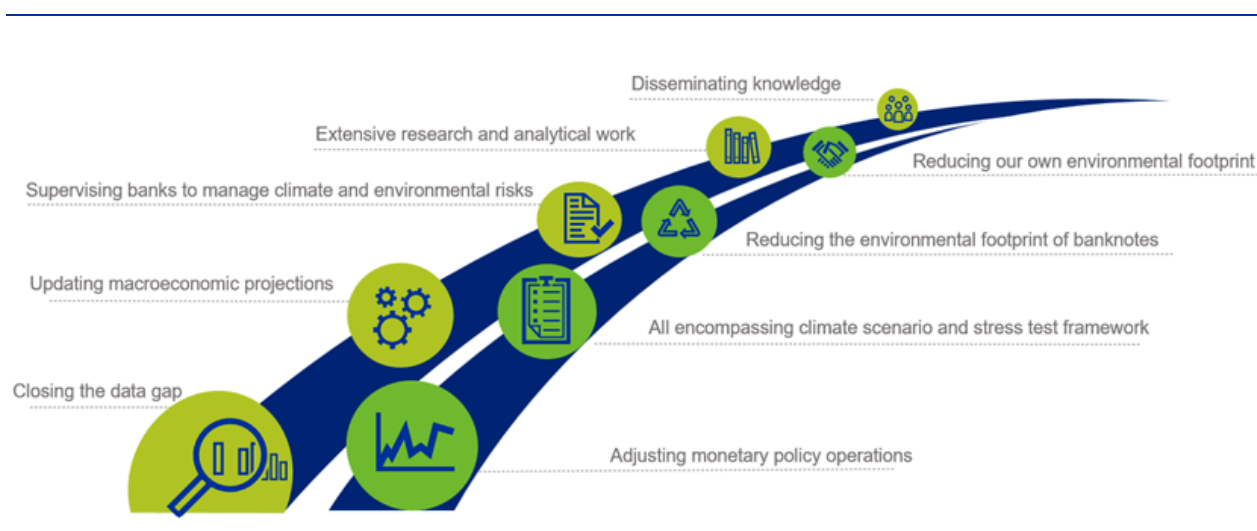 Disseminating knowledge
Extensive research and analytical work
Reducing our own environmental footprint
Supervising banks to manage climate and environmental risks
Reducing the environmental footprint of banknotes
Updating macroeconomic projections
All encompassing climate scenario and stress test framework
Closing the data gap
Adjusting monetary policy operations